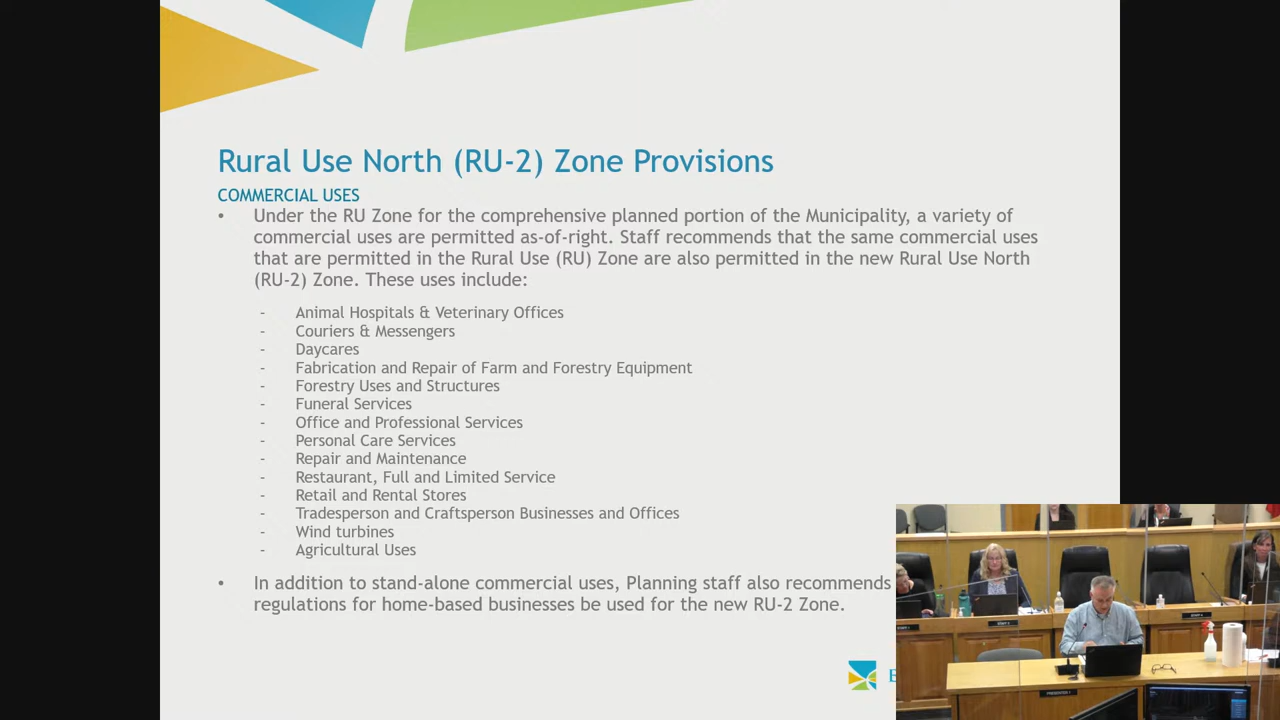 Rural Use North (RU-2) Zone Provisions
COMMERCIAL USES
• Under the RU Zone for the comprehensive planned portion of the Municipality, a variety of
commercial uses are permitted as-of-right. Staff recommends that the same commercial uses
that are permitted in the Rural Use (RU) Zone are also permitted in the new Rural Use North
(RU-2) Zone. These uses include:
- Animal Hospitals & Veterinary Offices
- Couriers & Messengers
- Daycares
- Fabrication and Repair of Farm and Forestry Equipment
- Forestry Uses and Structures
- Funeral Services
- Office and Professional Services
- Personal Care Services
- Repair and Maintenance
- Restaurant, Full and Limited Service
- Retail and Rental Stores
- Tradesperson and Craftsperson Businesses and Offices
- Wind turbines
- Agricultural Uses
• In addition to stand-alone commercial uses, Planning staff also recommends
regulations for home-based businesses be used for the new RU-2 Zone.